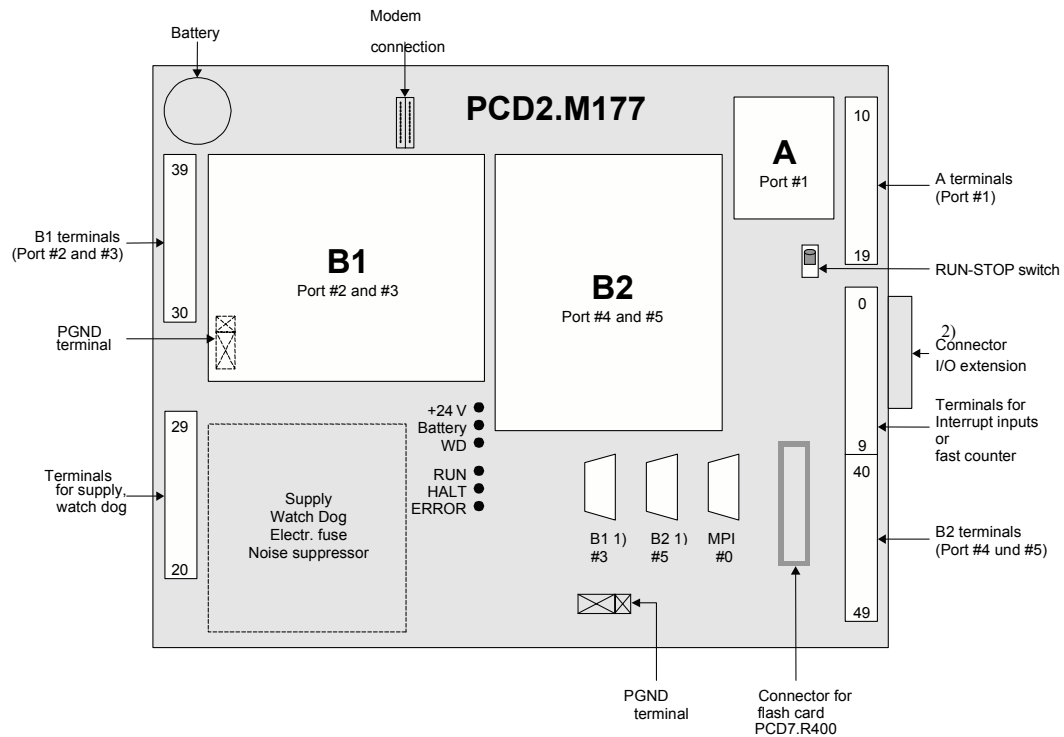 Modem
connection
Battery
PCD2.M177
39
30
B1 terminals
(Port #2 and #3)
PGND
terminal
B1
Port #2 and #3
B2
Port #4 and #5
A
Port #1
10
19
A terminals
(Port #1)
RUN-STOP switch
0
9
2)
Connector
I/O extension
Terminals for
Interrupt inputs
or
fast counter
29
20
Terminals
for supply,
watch dog
Supply
Watch Dog
Electr. fuse
Noise suppressor
+24 V
Battery
WD
RUN
HALT
ERROR
B1 1)
#3
B2 1)
#5
MPI
#0
40
49
B2 terminals
(Port #4 und #5)
PGND
terminal
Connector for
flash card
PCD7.R400